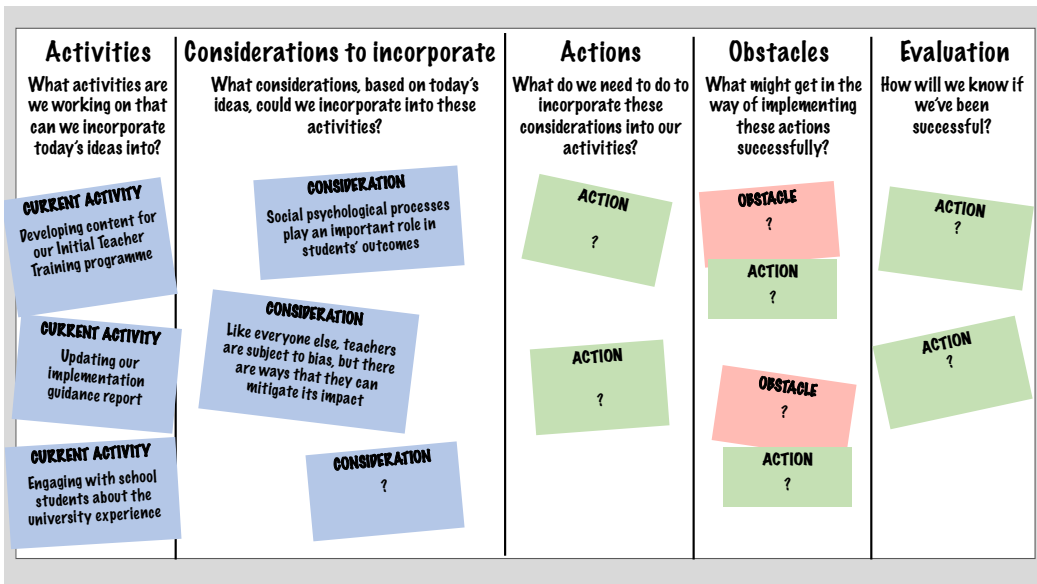 Activities
What activities are
we working on that
can we incorporate
today's ideas into?
CURRENT ACTIVITY
Developing content for
our Initial Teacher
Training programme
CURRENT ACTIVITY
Updating our
implementation
guidance report
CURRENT ACTIVITY
Engaging with school
students about the
university experience
Considerations to incorporate
What considerations, based on today's
ideas, could we incorporate into these
activities?
CONSIDERATION
Social psychological processes
play an important role in
students' outcomes
CONSIDERATION
Like everyone else, teachers
are subject to bias, but there
are ways that they can
mitigate its impact
CONSIDERATION
?
Actions
What do we need to do to
incorporate these
considerations into our
activities?
ACTION
?
ACTION
?
Obstacles
What might get in the
way of implementing
these actions
successfully?
OBSTACLE
?
ACTION
?
OBSTACLE
?
ACTION
?
Evaluation
How will we know if
we've been
successful?
ACTION
?
ACTION
?